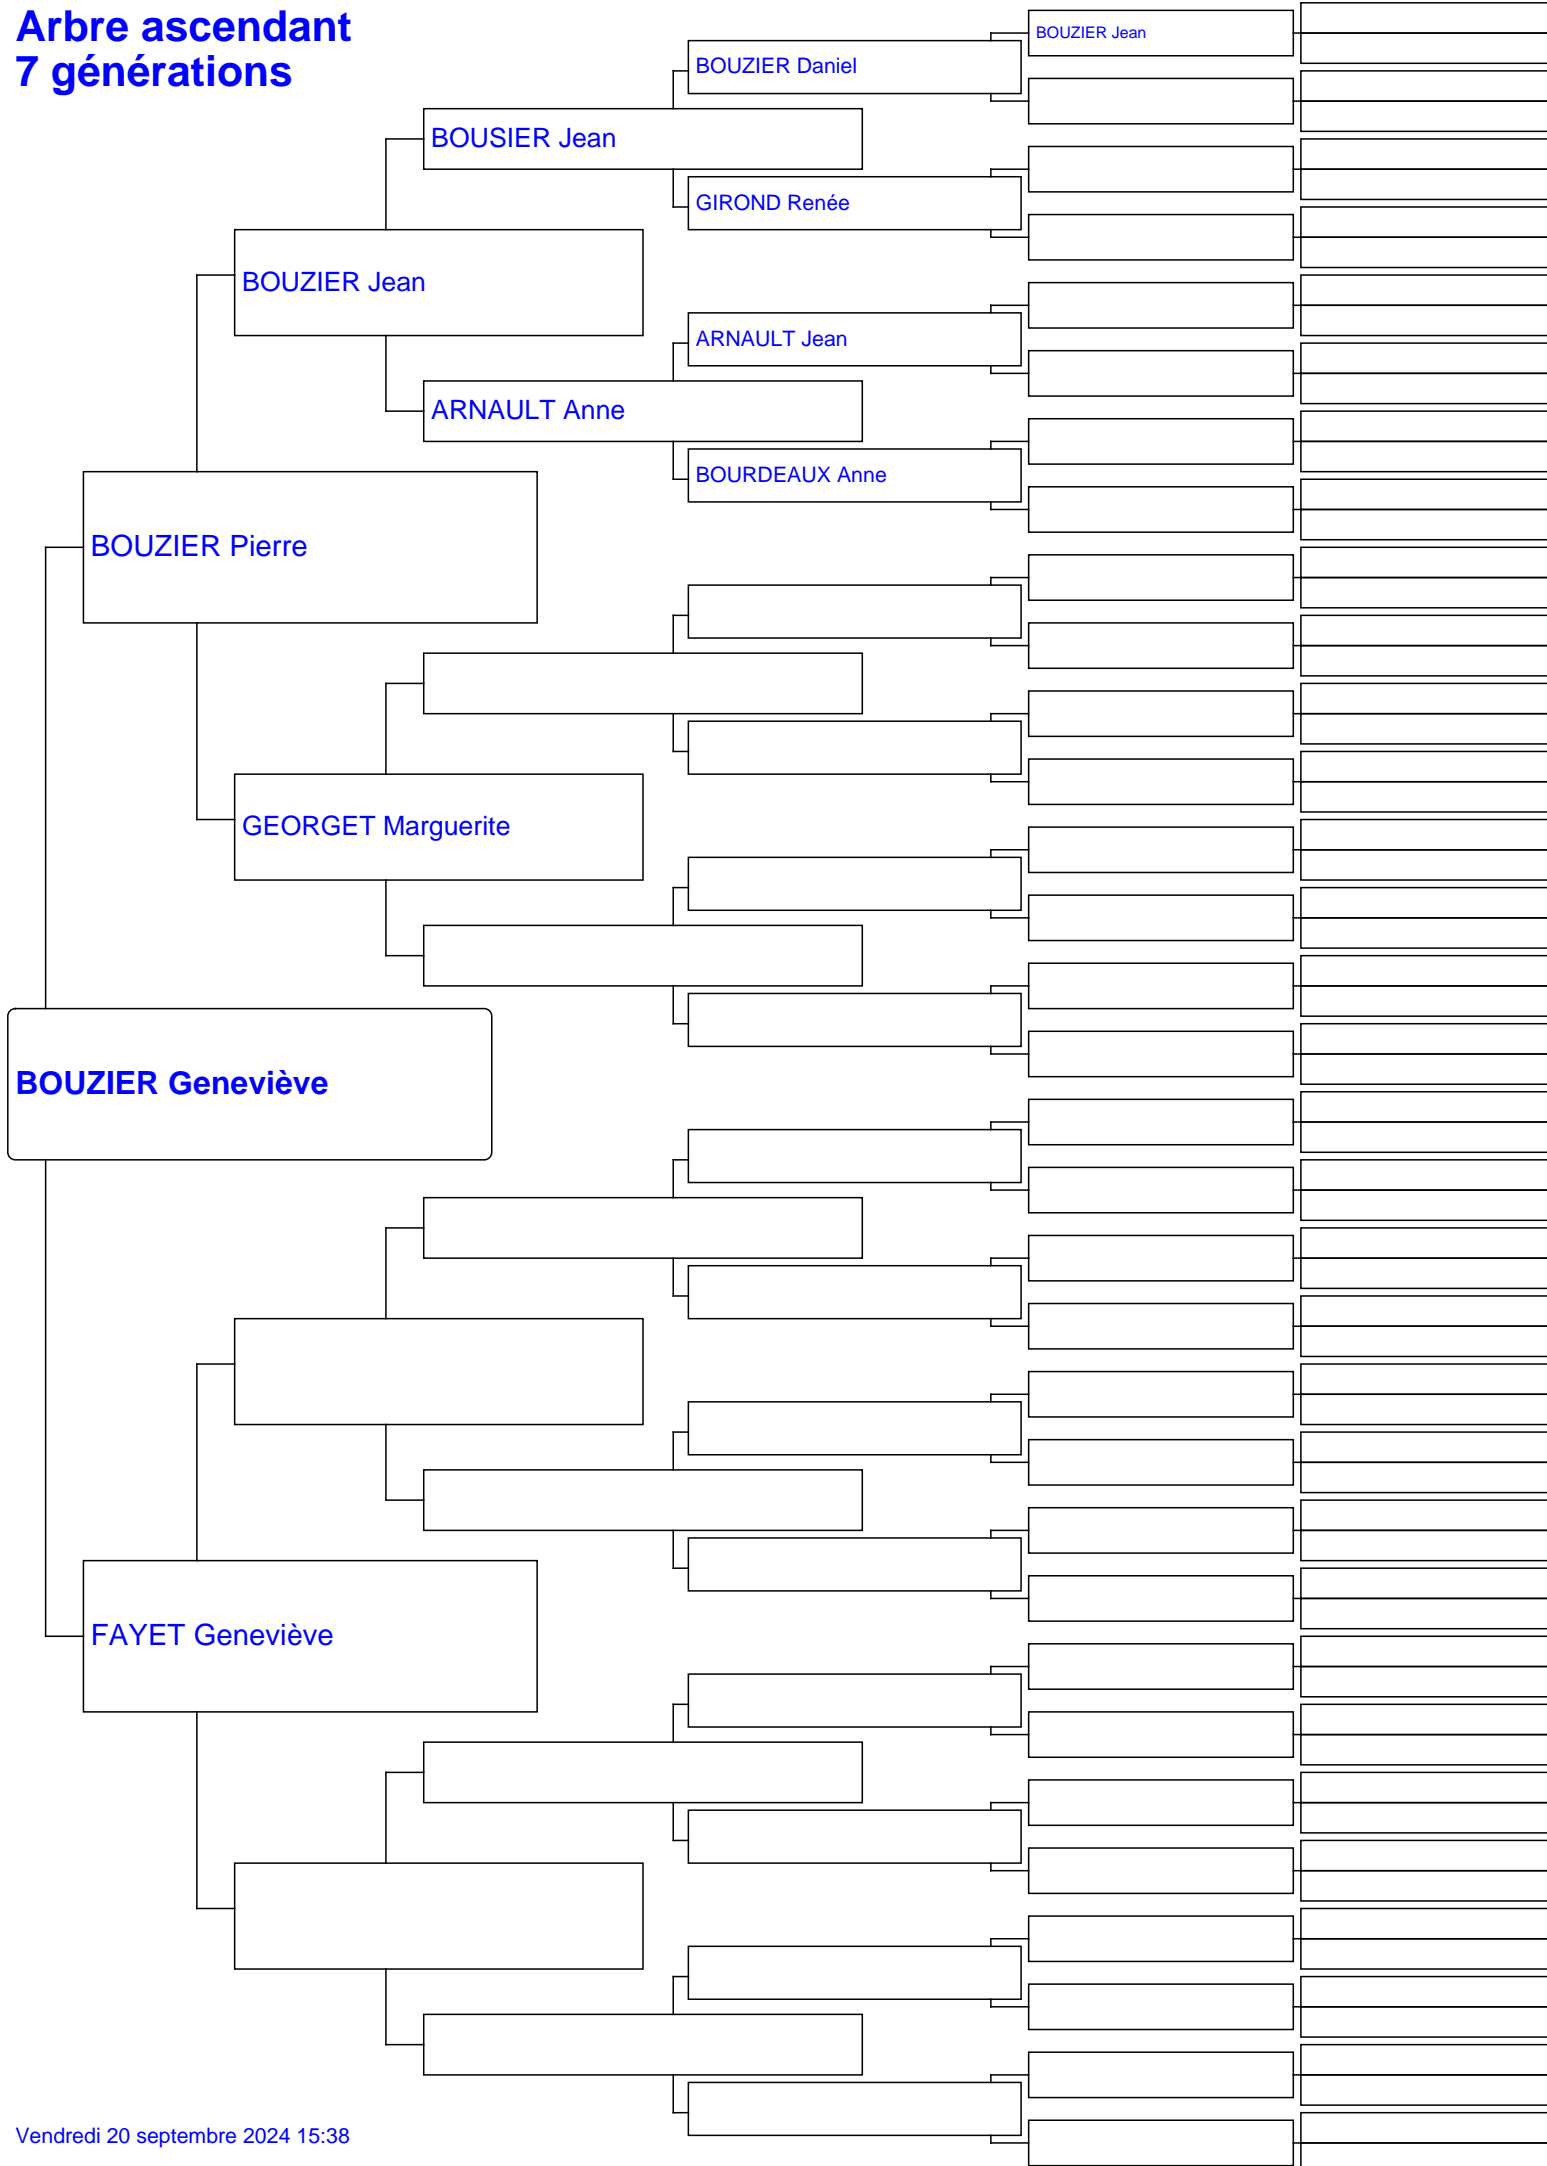 Arbre ascendant
7 générations
BOUZIER Jean
BOUZIER Daniel
BOUSIER Jean
GIROND Renée
BOUZIER Jean
ARNAULT Jean
ARNAULT Anne
BOURDEAUX Anne
BOUZIER Pierre
GEORGET Marguerite
BOUZIER Geneviève
FAYET Geneviève
Vendredi 20 septembre 2024 15:38